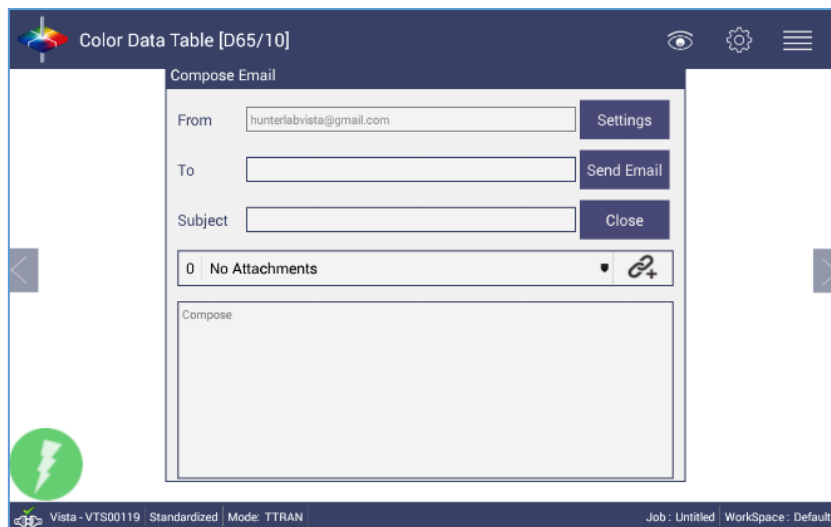 Color Data Table [D65/10]
Compose Email
From hunterlabvista@gmail.com Settings
To Send Email
Subject Close
0 No Attachments
Compose
Vista - VTS00119 Standardized Mode: TTRAN Job : Untitled WorkSpace : Default